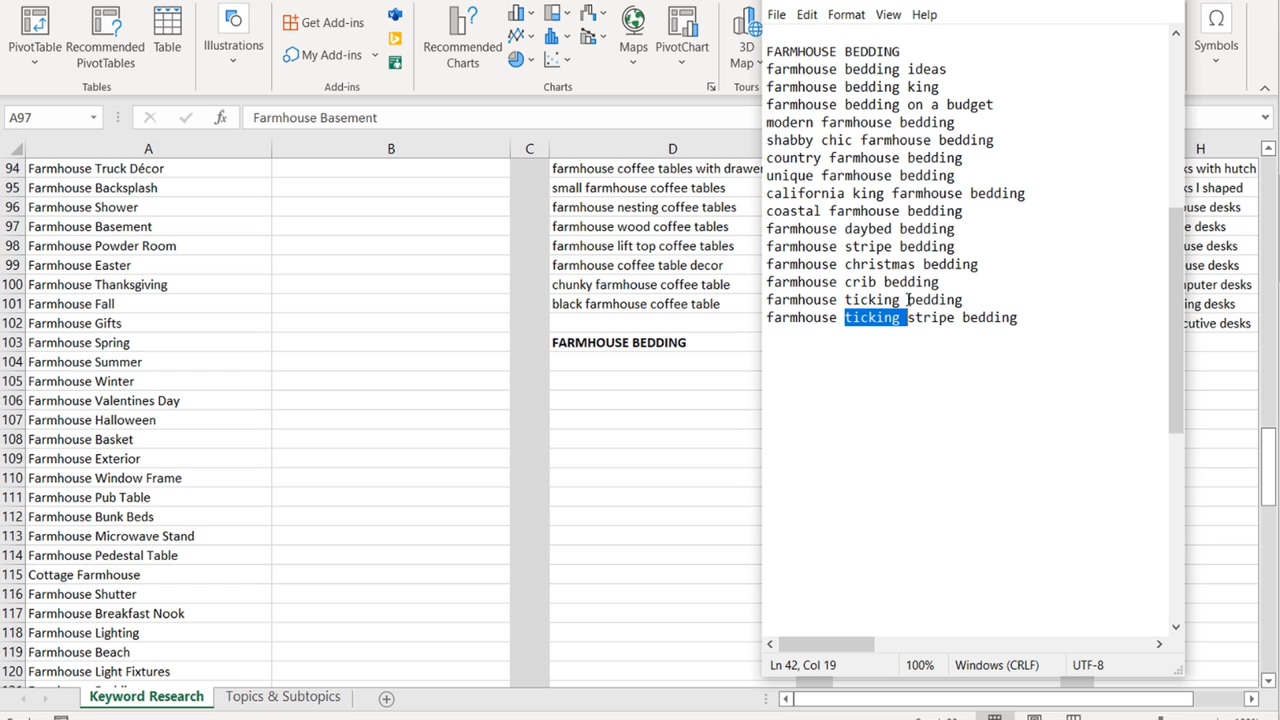 PivotTable
Recommended
PivotTables
Table
Tables
Illustrations
Get Add-ins
My Add-ins
Add-ins
Recommended
Charts
Charts
Maps
PivotChart
3D
Map
Tours
Symbols
A97
fx
Farmhouse Basement
A
B
C
D
H
94 Farmhouse Truck Décor
95 Farmhouse Backsplash
96 Farmhouse Shower
97 Farmhouse Basement
98 Farmhouse Powder Room
99 Farmhouse Easter
100 Farmhouse Thanksgiving
101 Farmhouse Fall
102 Farmhouse Gifts
103 Farmhouse Spring
104 Farmhouse Summer
105 Farmhouse Winter
106 Farmhouse Valentines Day
107 Farmhouse Halloween
108 Farmhouse Basket
109 Farmhouse Exterior
110 Farmhouse Window Frame
111 Farmhouse Pub Table
112 Farmhouse Bunk Beds
113 Farmhouse Microwave Stand
114 Farmhouse Pedestal Table
115 Cottage Farmhouse
116 Farmhouse Shutter
117 Farmhouse Breakfast Nook
118 Farmhouse Lighting
119 Farmhouse Beach
120 Farmhouse Light Fixtures
farmhouse coffee tables with drawer
small farmhouse coffee tables
farmhouse nesting coffee tables
farmhouse wood coffee tables
farmhouse lift top coffee tables
farmhouse coffee table decor
chunky farmhouse coffee table
black farmhouse coffee table
FARMHOUSE BEDDING
File Edit Format View Help
FARMHOUSE BEDDING
farmhouse bedding ideas
farmhouse bedding king
farmhouse bedding on a budget
modern farmhouse bedding
shabby chic farmhouse bedding
country farmhouse bedding
unique farmhouse bedding
california king farmhouse bedding
coastal farmhouse bedding
farmhouse daybed bedding
farmhouse stripe bedding
farmhouse christmas bedding
farmhouse crib bedding
farmhouse ticking bedding
farmhouse ticking stripe bedding
Ln 42, Col 19
100%
Windows (CRLF)
UTF-8
ks with hutch
ks l shaped
use desks
e desks
use desks
use desks
puter desks
ing desks
cutive desks
Keyword Research
Topics & Subtopics